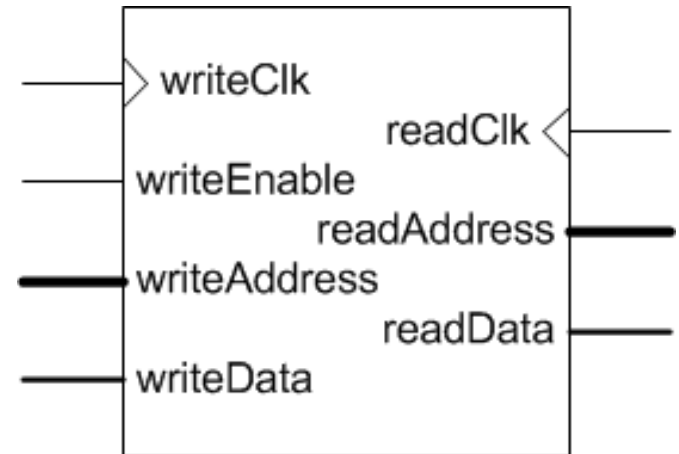 writeClk
readClk
writeEnable
readAddress
writeAddress
readData
writeData